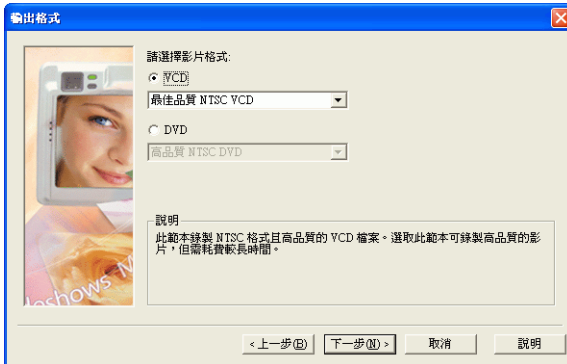 輸出格式
請選擇影片格式:
VCD
最佳品質 NTSC VCD
DVD
高品質 NTSC DVD
說明
此範本錄製 NTSC 格式且高品質的 VCD 檔案。選取此範本可錄製高品質的影
片，但需耗費較長時間。
<上一步(B)
下一步(N)>
取消
說明